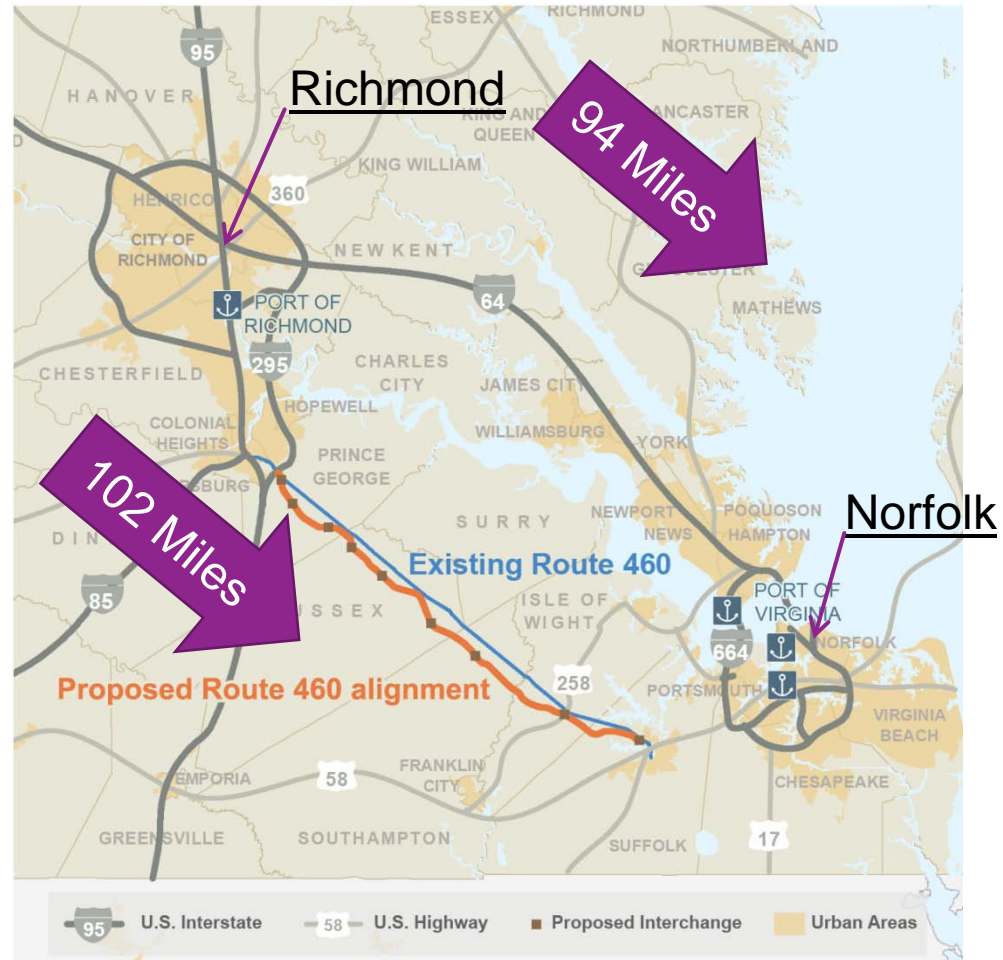 ESSEX
RICHMOND
95
NORTHUMBERLAND
HANOVER
Richmond
94 Miles
ANCASTER
KING AND
QUEEN
KING WILLIAM
360
HENRICO
CITY OF
RICHMOND
NEW KENT
MATHEWS
PORT OF
RICHMOND
64
295
CHARLES
CITY
JAMES CITY
CHESTERFIELD
HOPEWELL
WILLIAMSBURG
YORK
COLONIAL
HEIGHTS
PRINCE
GEORGE
102 Miles
SURRY
NEWPORT
NEWS
POQUOSON
HAMPTON
Norfolk
Existing Route 460
85
USSEX
ISLE OF
WIGHT
PORT OF
VIRGINIA
NORFOLK
664
Proposed Route 460 alignment
258
PORTSMOUTH
VIRGINIA
BEACH
EMPORIA
58
FRANKLIN
CITY
CHESAPEAKE
GREENSVILLE
SOUTHAMPTON
SUFFOLK
17
95 U.S. Interstate 58 U.S. Highway Proposed Interchange Urban Areas